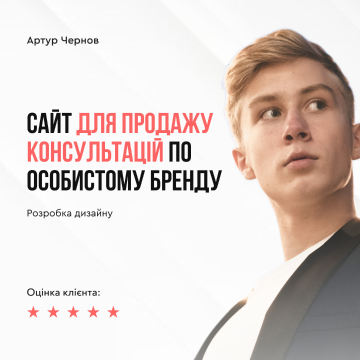 Артур Чернов
САЙТ ДЛЯ ПРОДАЖУ
КОНСУЛЬТАЦІЙ ПО
ОСОБИСТОМУ БРЕНДУ
Розробка дизайну
Оцінка клієнта: